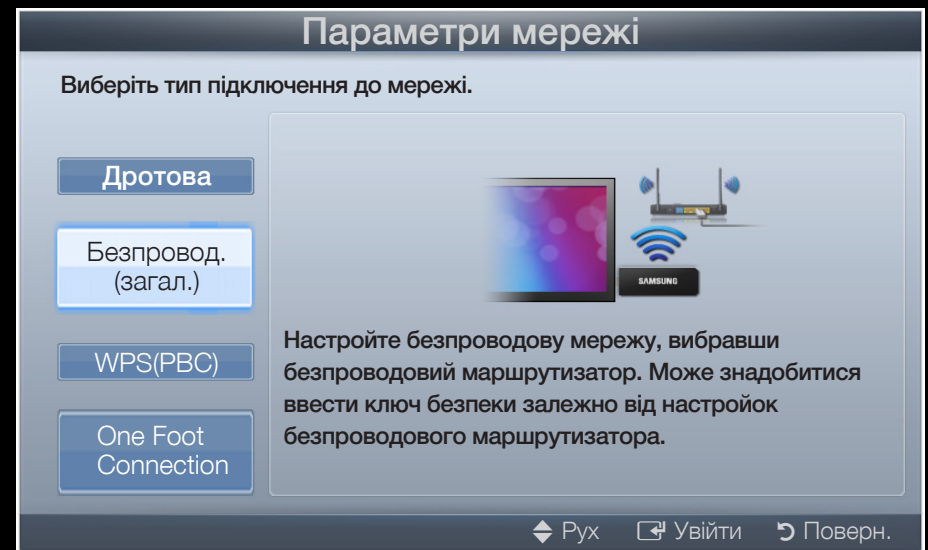 Параметри мережі
Виберіть тип підключення до мережі.
Дротова
Безпровод.
(загал.)
WPS(PBC)
One Foot
Connection
SAMSUNG
Настройте безпроводову мережу, вибравши
безпроводовий маршрутизатор. Може знадобитися
ввести ключ безпеки залежно від настройок
безпроводового маршрутизатора.
Рух Увійти Поверн.